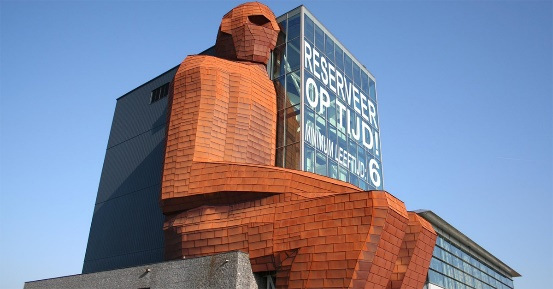 RESERVEER
OP TIJD!
MINIMUM LEEFTIJD: 6